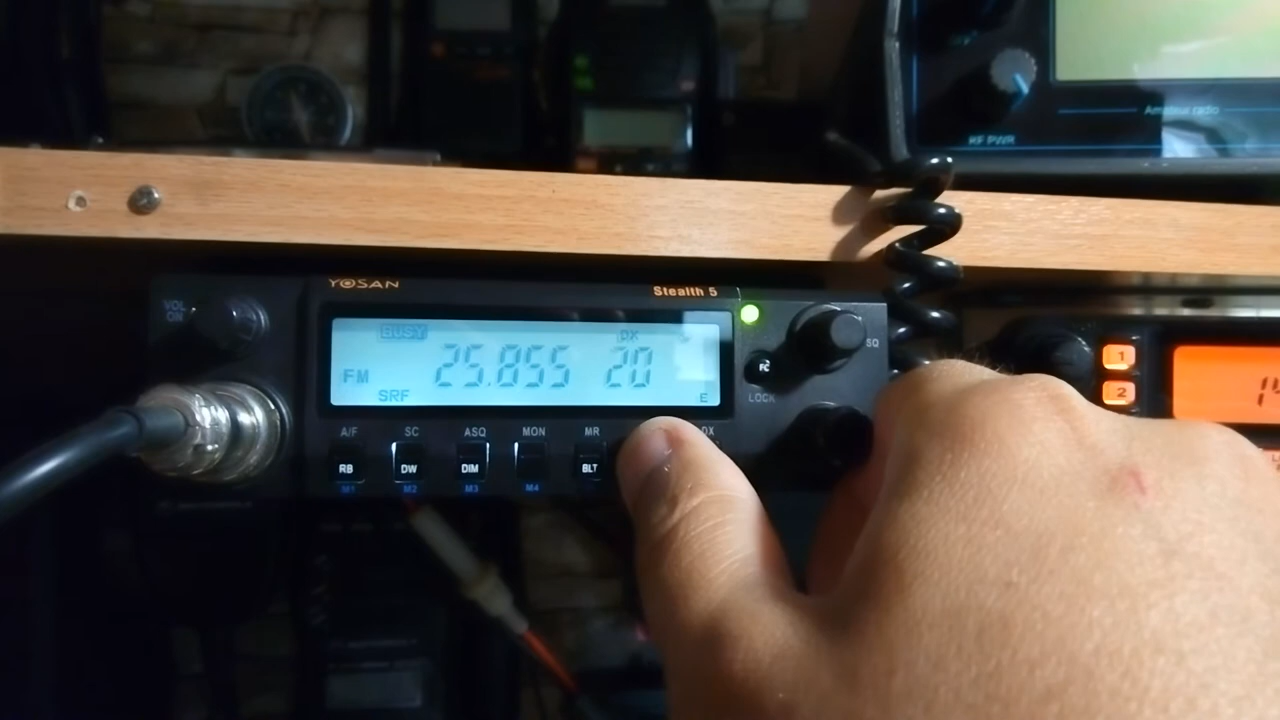 Amateur radio
RF PWR
YOSAN
Stealth 5
VOL
ON
BUSY
DX
FM
25.855 20
SRF
E
SQ
FC
LOCK
A/F
SC
ASQ
MON
MR
DX
RB
DW
DIM
BLT
M1
M2
M3
M4
1
2